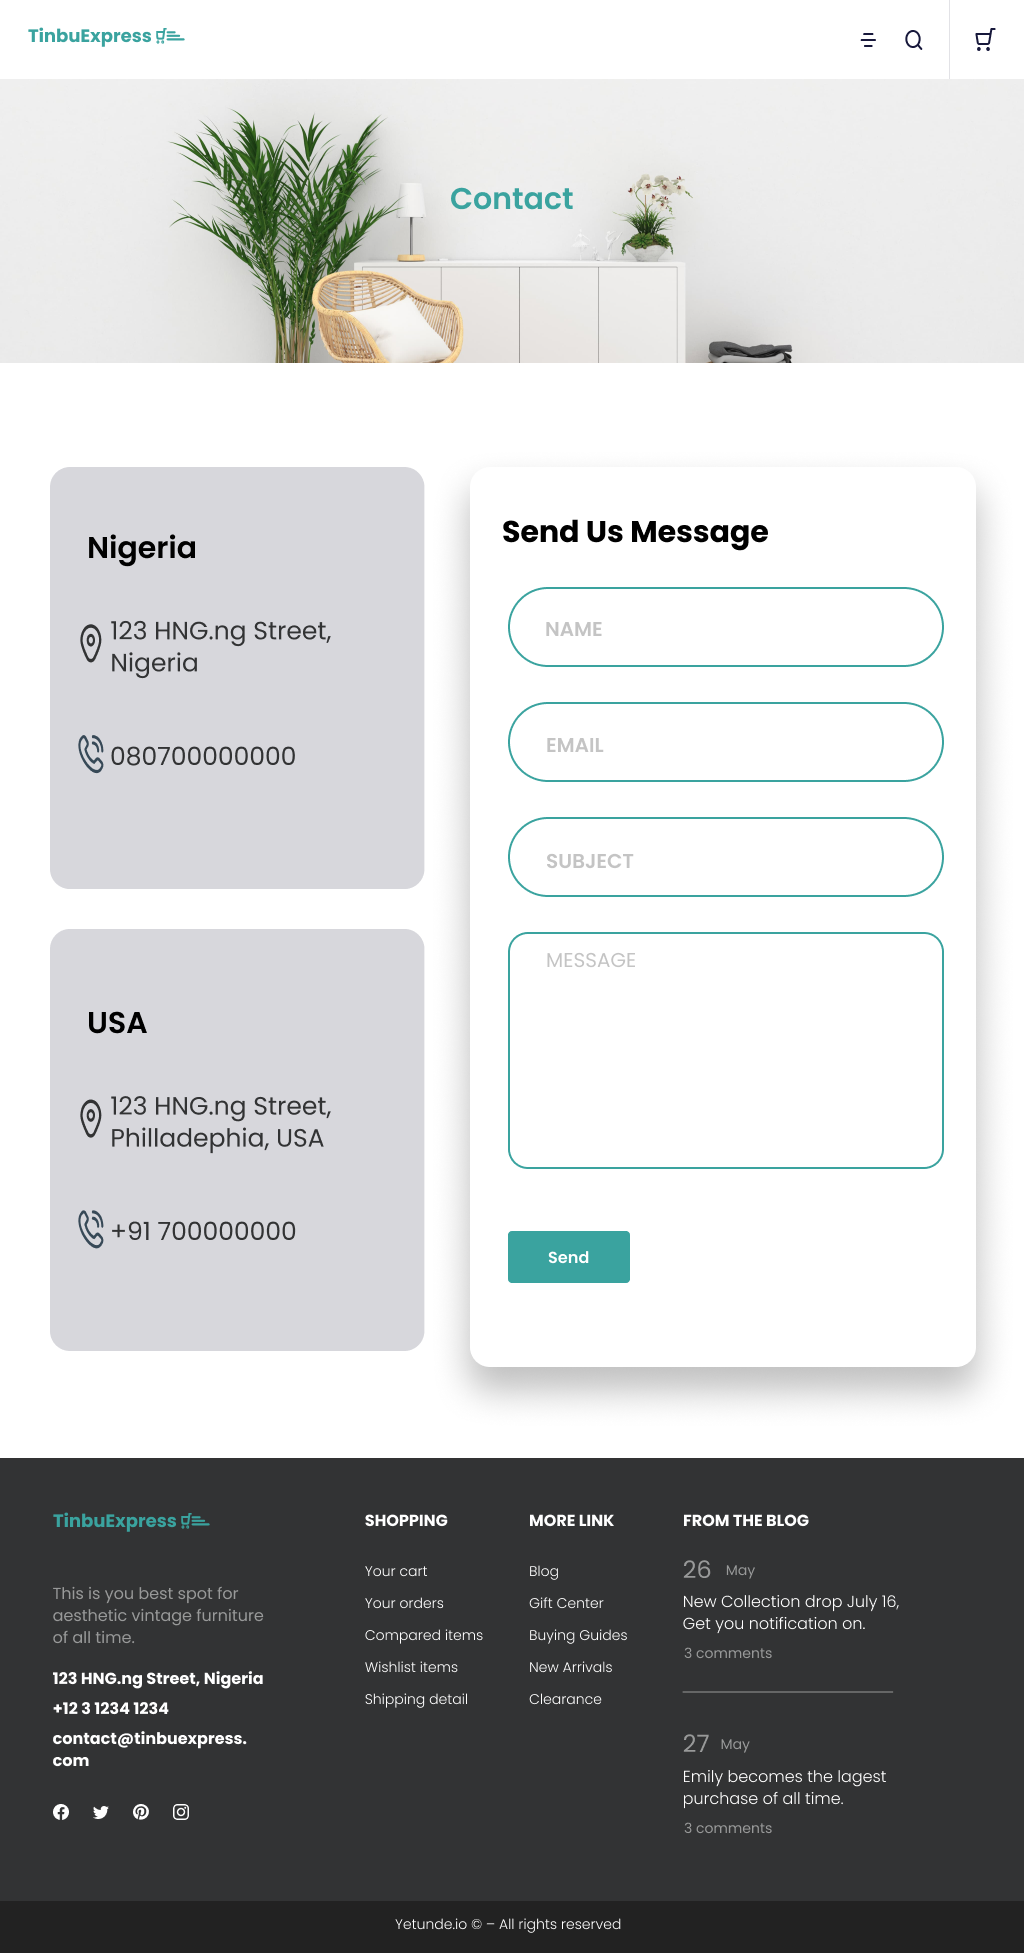 TinbuExpress
Contact
Nigeria
123 HNG.ng Street,
Nigeria
080700000000
USA
123 HNG.ng Street,
Philladephia, USA
+91 700000000
Send Us Message
NAME
EMAIL
SUBJECT
MESSAGE
Send
TinbuExpress
This is you best spot for
aesthetic vintage furniture
of all time.
123 HNG.ng Street, Nigeria
+12 3 1234 1234
contact@tinbuexpress.
com
SHOPPING
Your cart
Your orders
Compared items
Wishlist items
Shipping detail
MORE LINK
Blog
Gift Center
Buying Guides
New Arrivals
Clearance
FROM THE BLOG
26 May
New Collection drop July 16,
Get you notification on.
3 comments
27 May
Emily becomes the lagest
purchase of all time.
3 comments
Yetunde.io © – All rights reserved